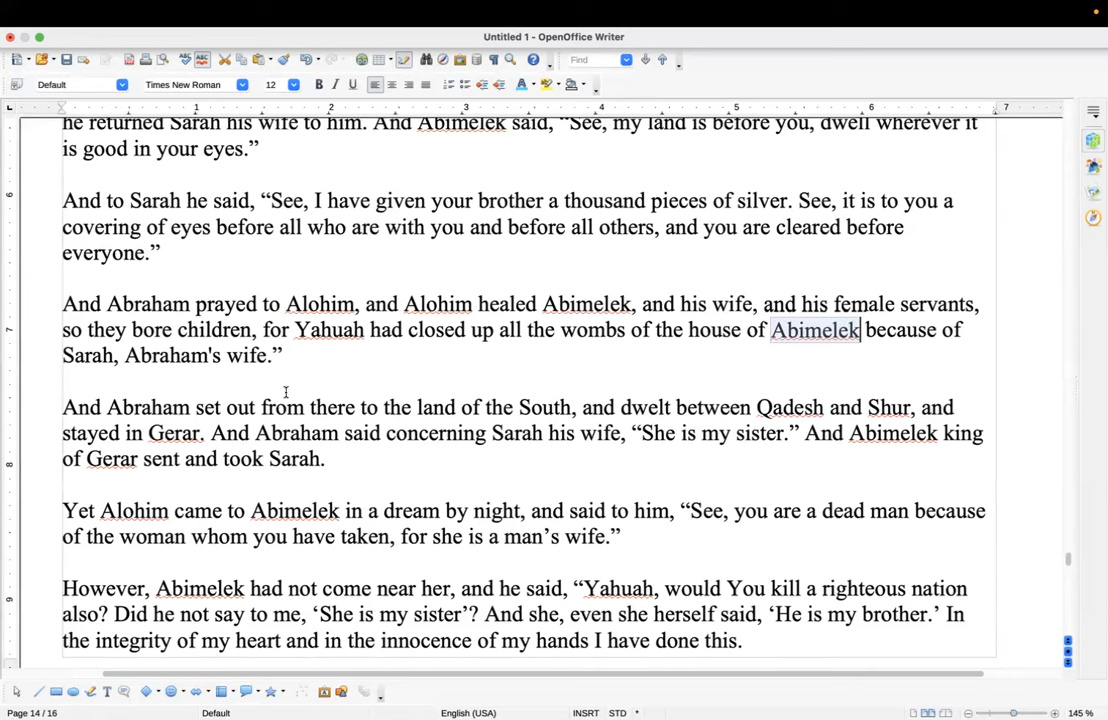 Untitled 1 - OpenOffice Writer
Find
Default
Times New Roman
12
B I U
1 2 3 4 5 6 7
he returned Sarah his wife to him. And Abimelek said, “See, my land is before you, dwell wherever it
is good in your eyes.”
6
And to Sarah he said, “See, I have given your brother a thousand pieces of silver. See, it is to you a
covering of eyes before all who are with you and before all others, and you are cleared before
everyone.”
And Abraham prayed to Alohim, and Alohim healed Abimelek, and his wife, and his female servants,
7
so they bore children, for Yahuah had closed up all the wombs of the house of Abimelek because of
Sarah, Abraham's wife.”
And Abraham set out from there to the land of the South, and dwelt between Qadesh and Shur, and
stayed in Gerar. And Abraham said concerning Sarah his wife, “She is my sister.” And Abimelek king
8
of Gerar sent and took Sarah.
Yet Alohim came to Abimelek in a dream by night, and said to him, “See, you are a dead man because
of the woman whom you have taken, for she is a man’s wife.”
However, Abimelek had not come near her, and he said, “Yahuah, would You kill a righteous nation
9
also? Did he not say to me, ‘She is my sister’? And she, even she herself said, ‘He is my brother.’ In
the integrity of my heart and in the innocence of my hands I have done this.
Page 14 / 16
Default
English (USA)
INSRT
STD
*
145 %